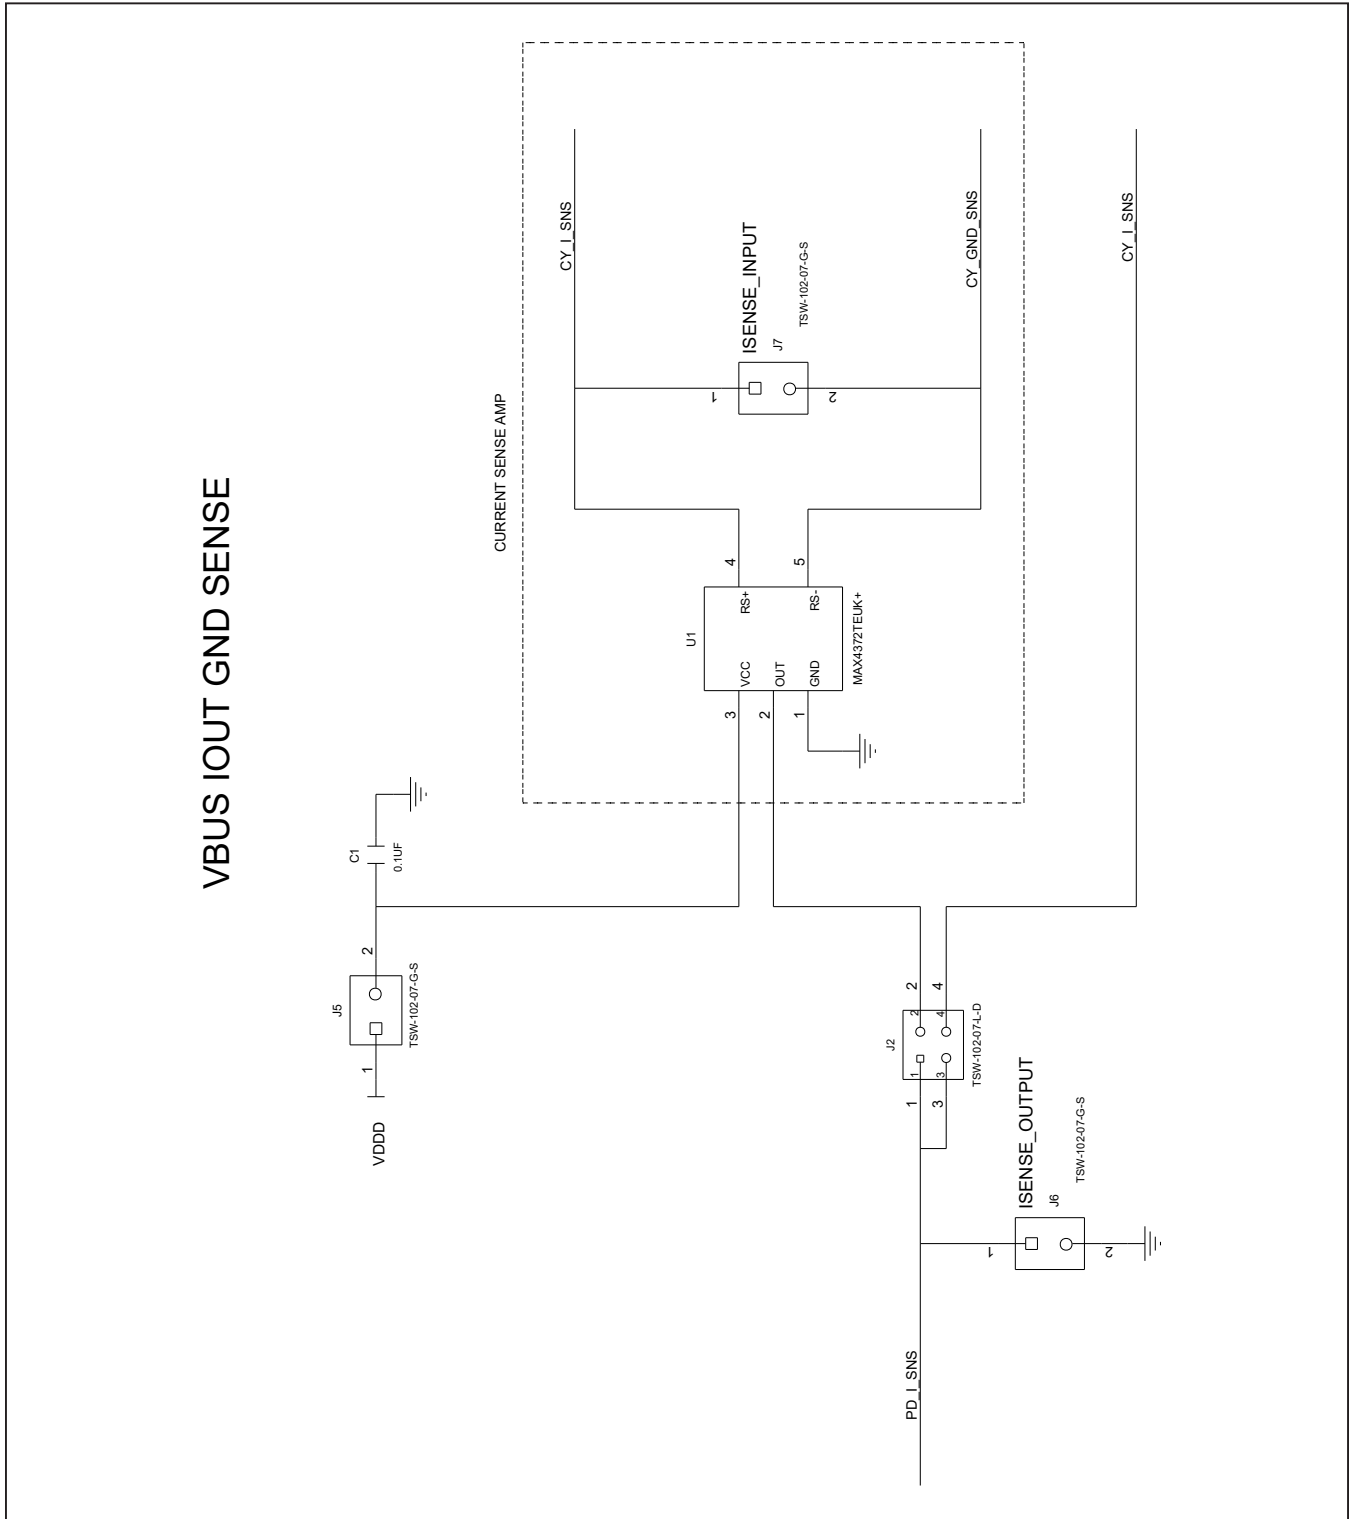 VBUS IOUT GND SENSE
VDDD
1
J5
TSW-102-07-G-S
2
C1
0.1UF
CURRENT SENSE AMP
U1
MAX4372TEUK+
3
VCC
2
OUT
1
GND
RS+
4
RS-
5
CY_I_SNS
ISENSE_INPUT
J7
TSW-102-07-G-S
1
2
CY_GND_SNS
CY_I_SNS
PD_I_SNS
J2
TSW-102-07-L-D
1
1
2
2
3
3
4
4
ISENSE_OUTPUT
J6
TSW-102-07-G-S
1
2